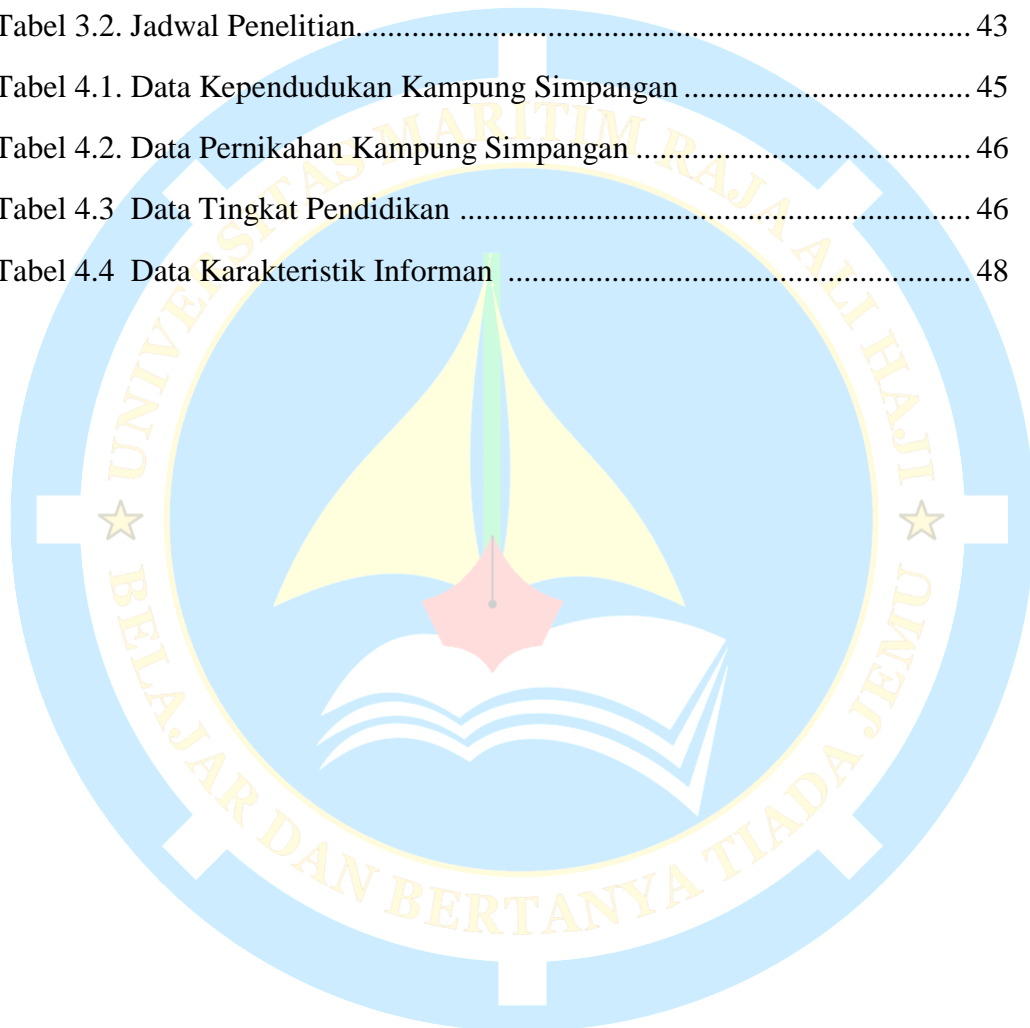 Tabel 3.2. Jadwal Penelitian............................................................................. 43
Tabel 4.1. Data Kependudukan Kampung Simpangan .................................... 45
Tabel 4.2. Data Pernikahan Kampung Simpangan .......................................... 46
Tabel 4.3  Data Tingkat Pendidikan ................................................................ 46
Tabel 4.4  Data Karakteristik Informan  .......................................................... 48
UNIVERSITAS MARITIM RAJA ALI HAJI
BELAJAR DAN BERTANYA TIADA JEMU